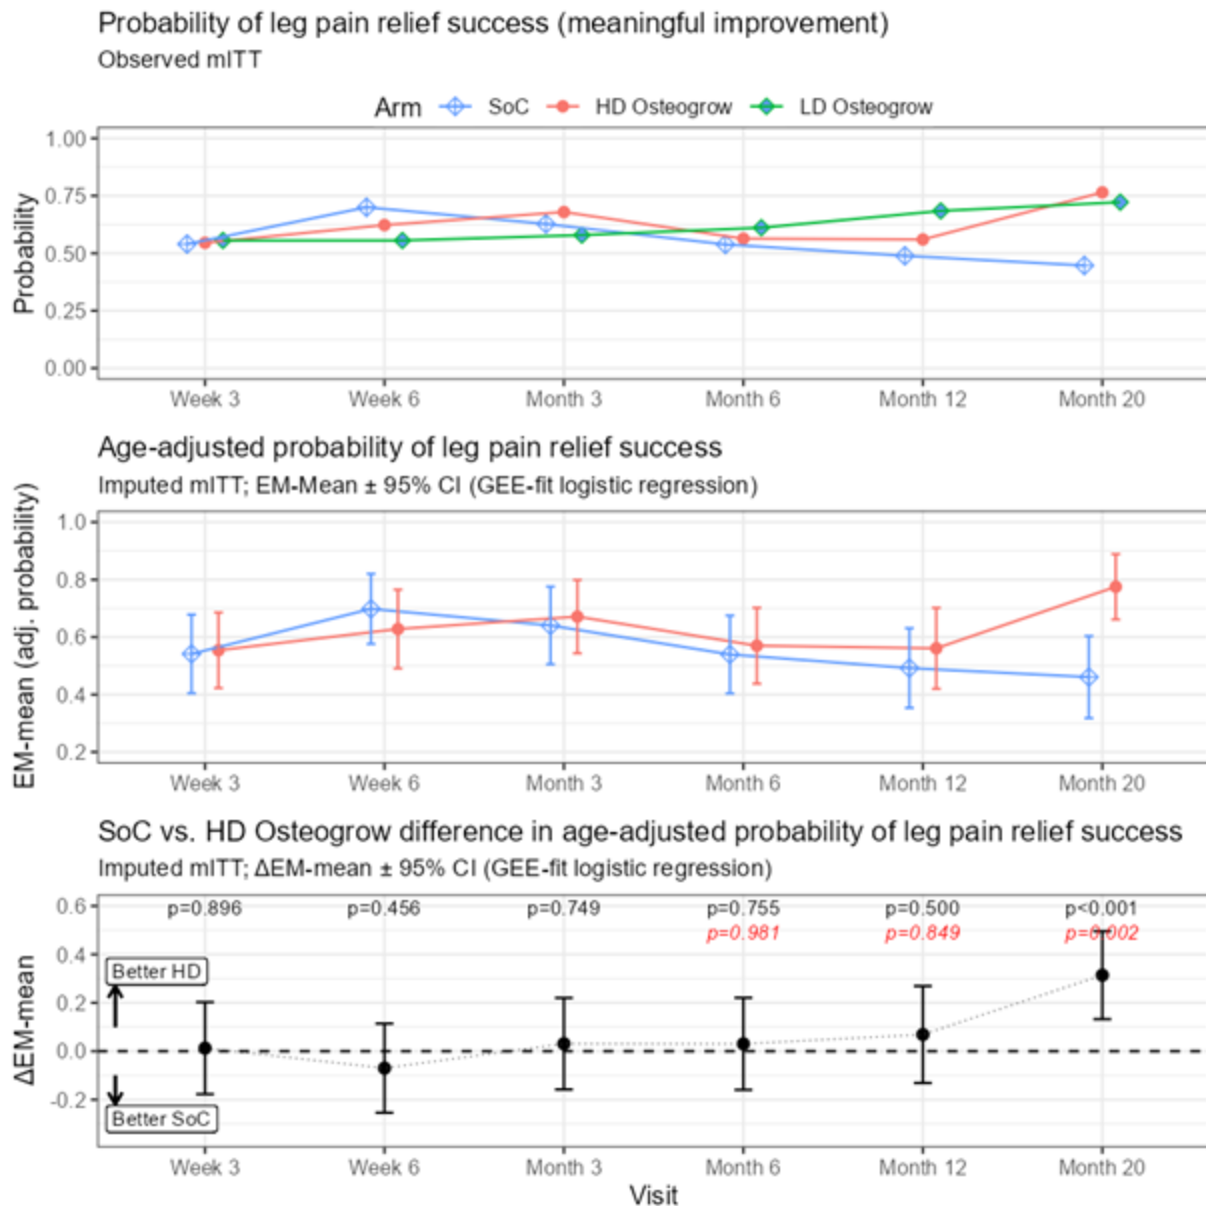 Probability of leg pain relief success (meaningful improvement)
Observed mITT
Arm SoC HD Osteogrow LD Osteogrow
Probability
1.00
0.75
0.50
0.25
0.00
Week 3 Week 6 Month 3 Month 6 Month 12 Month 20
Age-adjusted probability of leg pain relief success
Imputed mITT; EM-Mean ± 95% CI (GEE-fit logistic regression)
EM-mean (adj. probability)
1.0
0.8
0.6
0.4
0.2
Week 3 Week 6 Month 3 Month 6 Month 12 Month 20
SoC vs. HD Osteogrow difference in age-adjusted probability of leg pain relief success
Imputed mITT; ΔEM-mean ± 95% CI (GEE-fit logistic regression)
ΔEM-mean
0.6
0.4
0.2
0.0
-0.2
p=0.896 p=0.456 p=0.749 p=0.755 p=0.500 p<0.001
p=0.981 p=0.849 p=0.002
Better HD
Better SoC
Week 3 Week 6 Month 3 Month 6 Month 12 Month 20
Visit